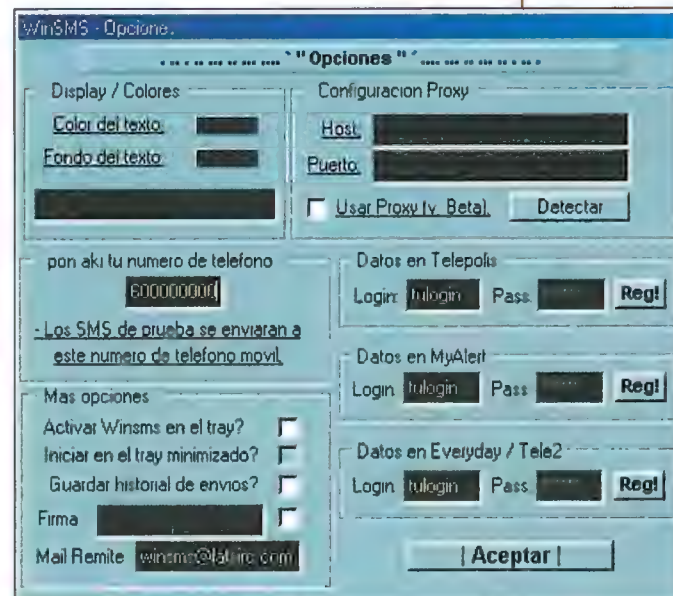 WinSMS - Opcione.
"Opciones"
Display / Colores
Color del texto.
Fondo del texto.
Configuracion Proxy
Host.
Puerto.
Usar Proxy (v. Beta).
Detectar
pon aki tu numero de telefono
600000000
- Los SMS de prueba se enviaran a
este numero de telefono movil.
Datos en Telepolis
Login: tulogin Pass. Reg!
Datos en MyAlert
Login tulogin Pass Reg!
Mas opciones
Activar Winsms en el tray?
Iniciar en el tray minimizado?
Guardar historial de envios?
Firma
Mail Remite
Datos en Everyday / Tele2
Login tulogin Pass. Reg!
| Aceptar |